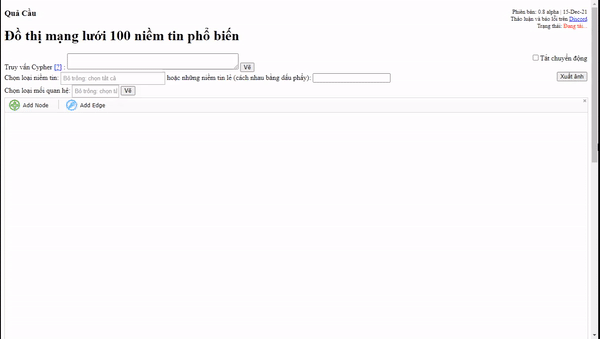 Quả Cầu
Phiên bản: 0.8 alpha | 15-Dec-21
Thảo luận và báo lỗi trên Discord
Trạng thái: Đang tải...
Đồ thị mạng lưới 100 niềm tin phổ biến
Tắt chuyển động
Truy vấn Cypher [?] : Vẽ
Chọn loại niềm tin: Bỏ trống: chọn tất cả hoặc những niềm tin lẻ (cách nhau bằng dấu phẩy):
Xuất ảnh
Chọn loại mối quan hệ: Bỏ trống: chọn tấ Vẽ
Add Node Add Edge